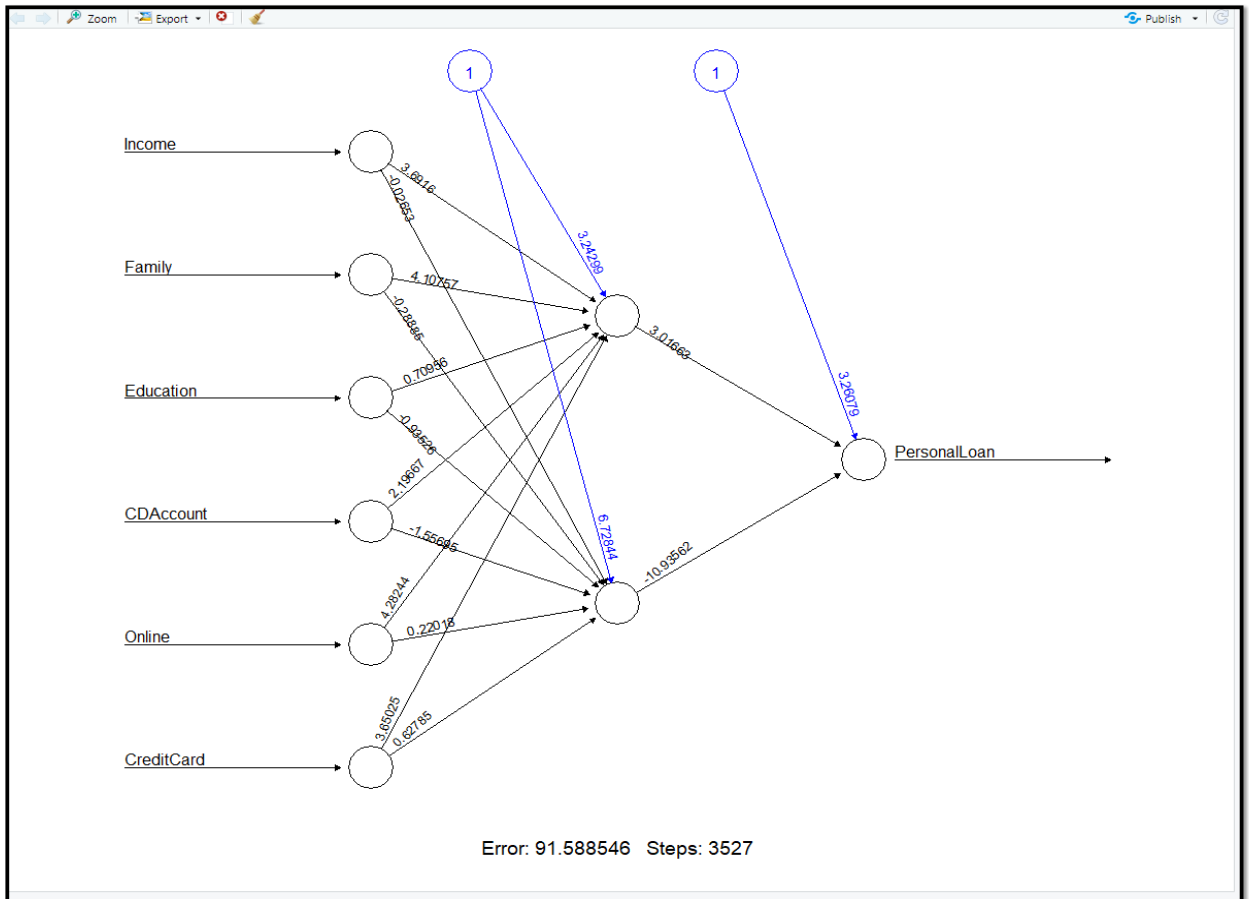 Zoom Export Publish
1 1
Income
3.6916
-0.02653
3.24299
Family
4.10757
-0.28885
3.01663
0.70956
3.26079
Education
-0.93526
PersonalLoan
2.19667
CDAccount
-1.55695
6.72844
-10.93562
4.28244
Online
0.22018
3.65025
0.62785
CreditCard
Error: 91.588546 Steps: 3527